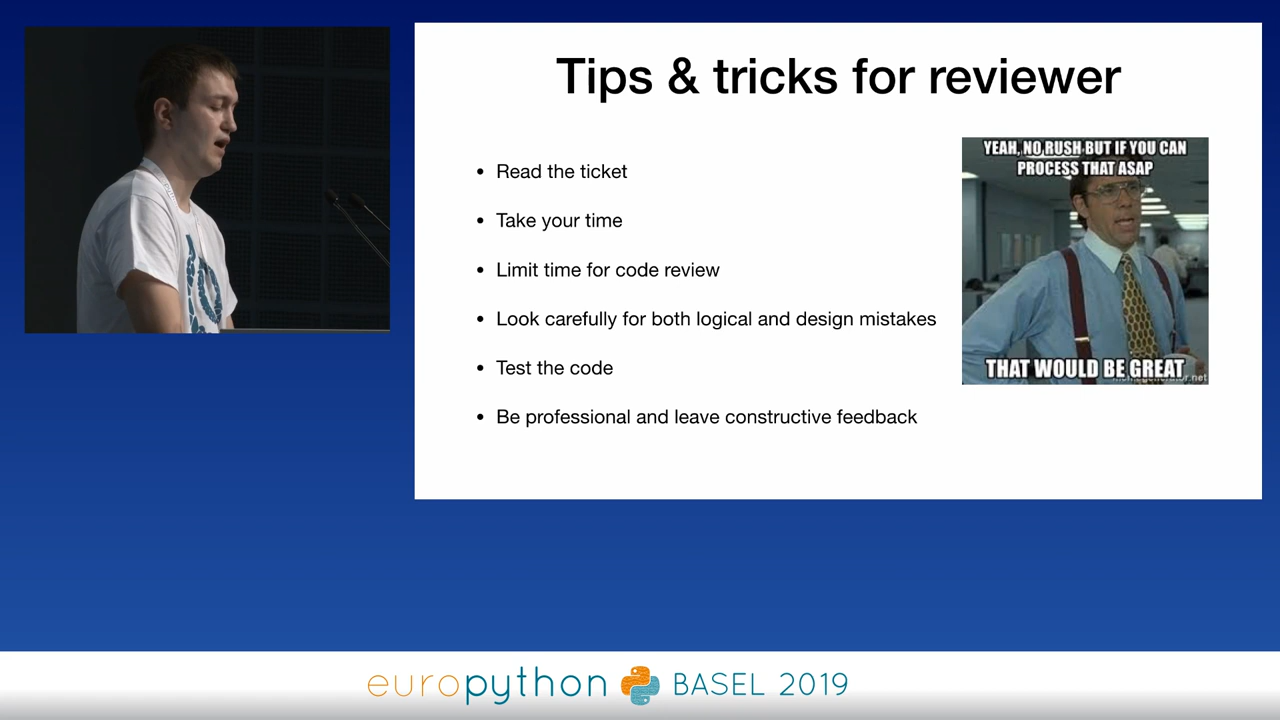 Tips & tricks for reviewer
• Read the ticket
• Take your time
• Limit time for code review
• Look carefully for both logical and design mistakes
• Test the code
• Be professional and leave constructive feedback
YEAH, NO RUSH BUT IF YOU CAN
PROCESS THAT ASAP
THAT WOULD BE GREAT
europython BASEL 2019